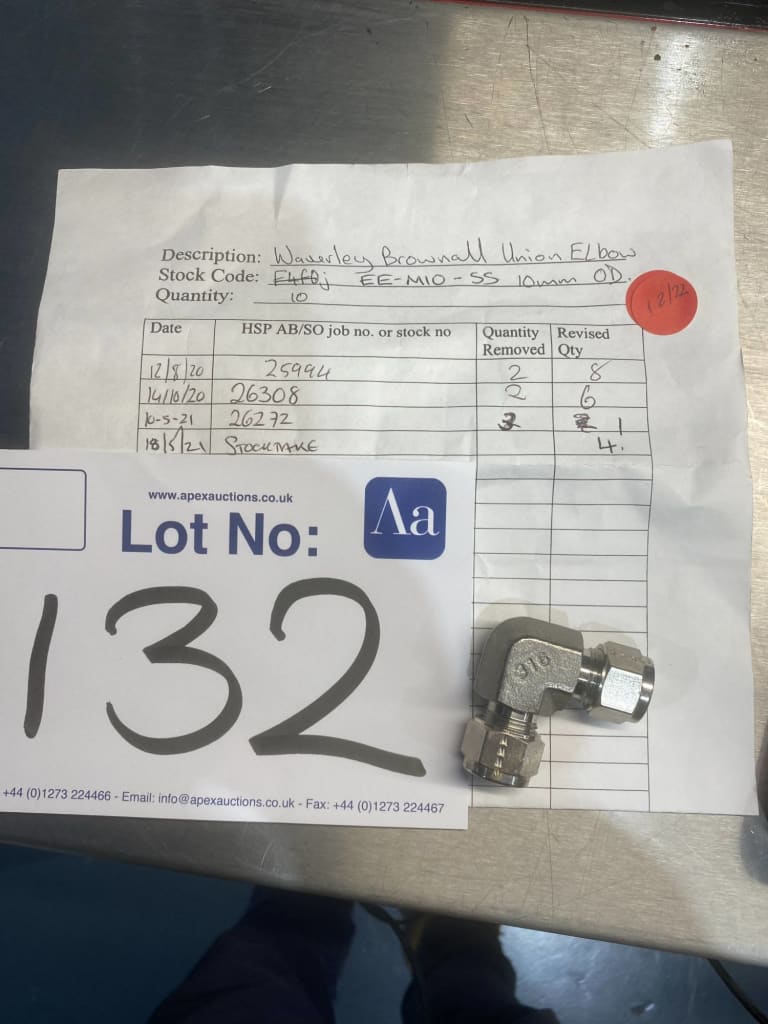 Description: Waverley Brownall Union Elbow
Stock Code: EE-M10-SS 10mm OD.
Quantity: 10
12/22
Date HSP AB/SO job no. or stock no Quantity Removed Revised Qty
12/8/20 25994 2 8
14/10/20 26308 2 6
10-5-21 26272 1
18/5/21 STOCKTAKE 4.
www.apexauctions.co.uk
Lot No:
Aa
132
316
+44 (0)1273 224466 - Email: info@apexauctions.co.uk - Fax: +44 (0)1273 224467